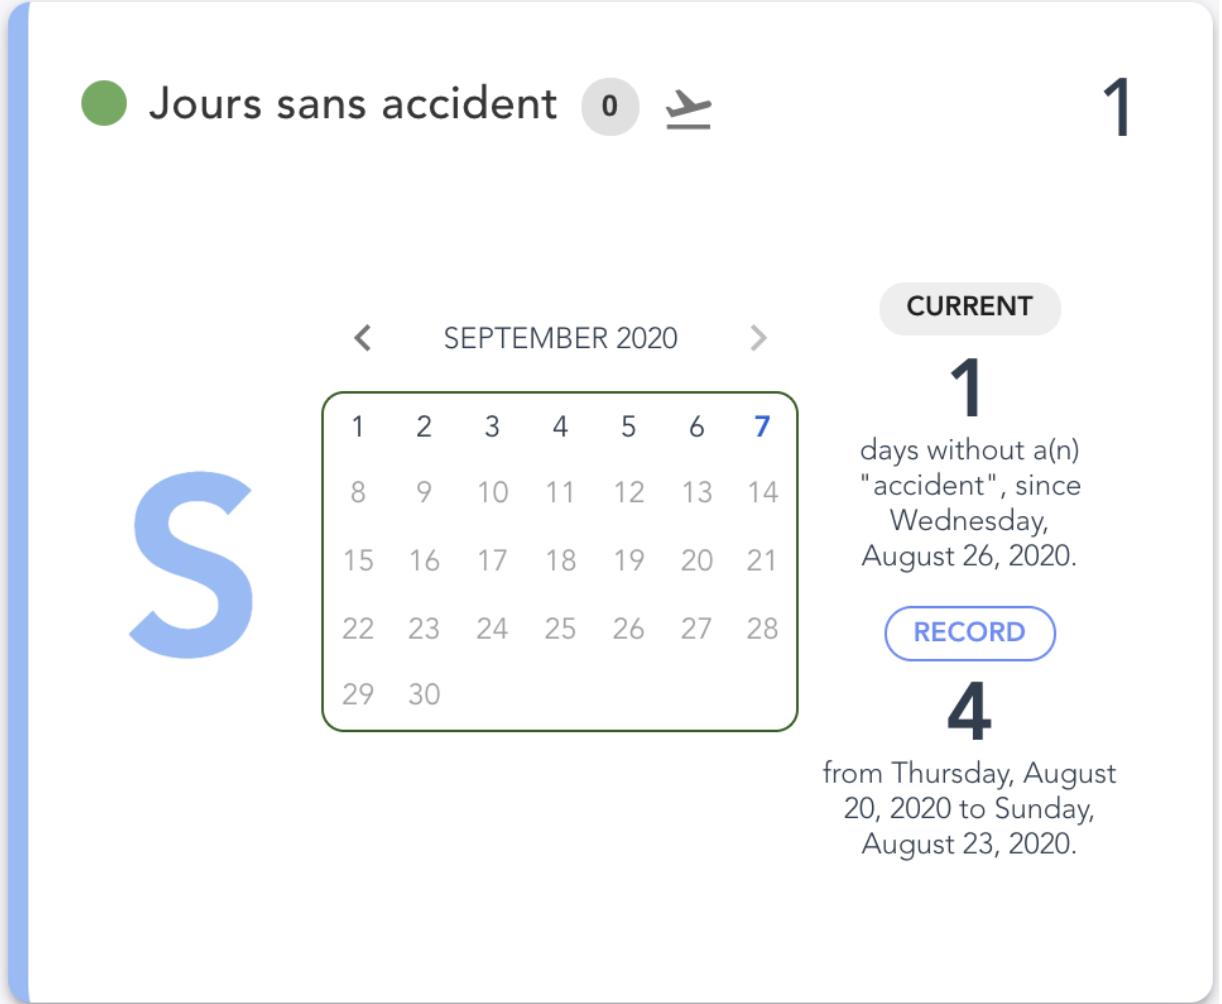 Jours sans accident 0
1
SEPTEMBER 2020
1 2 3 4 5 6 7
8 9 10 11 12 13 14
15 16 17 18 19 20 21
22 23 24 25 26 27 28
29 30
S
CURRENT
1
days without a(n)
"accident", since
Wednesday,
August 26, 2020.
RECORD
4
from Thursday, August
20, 2020 to Sunday,
August 23, 2020.